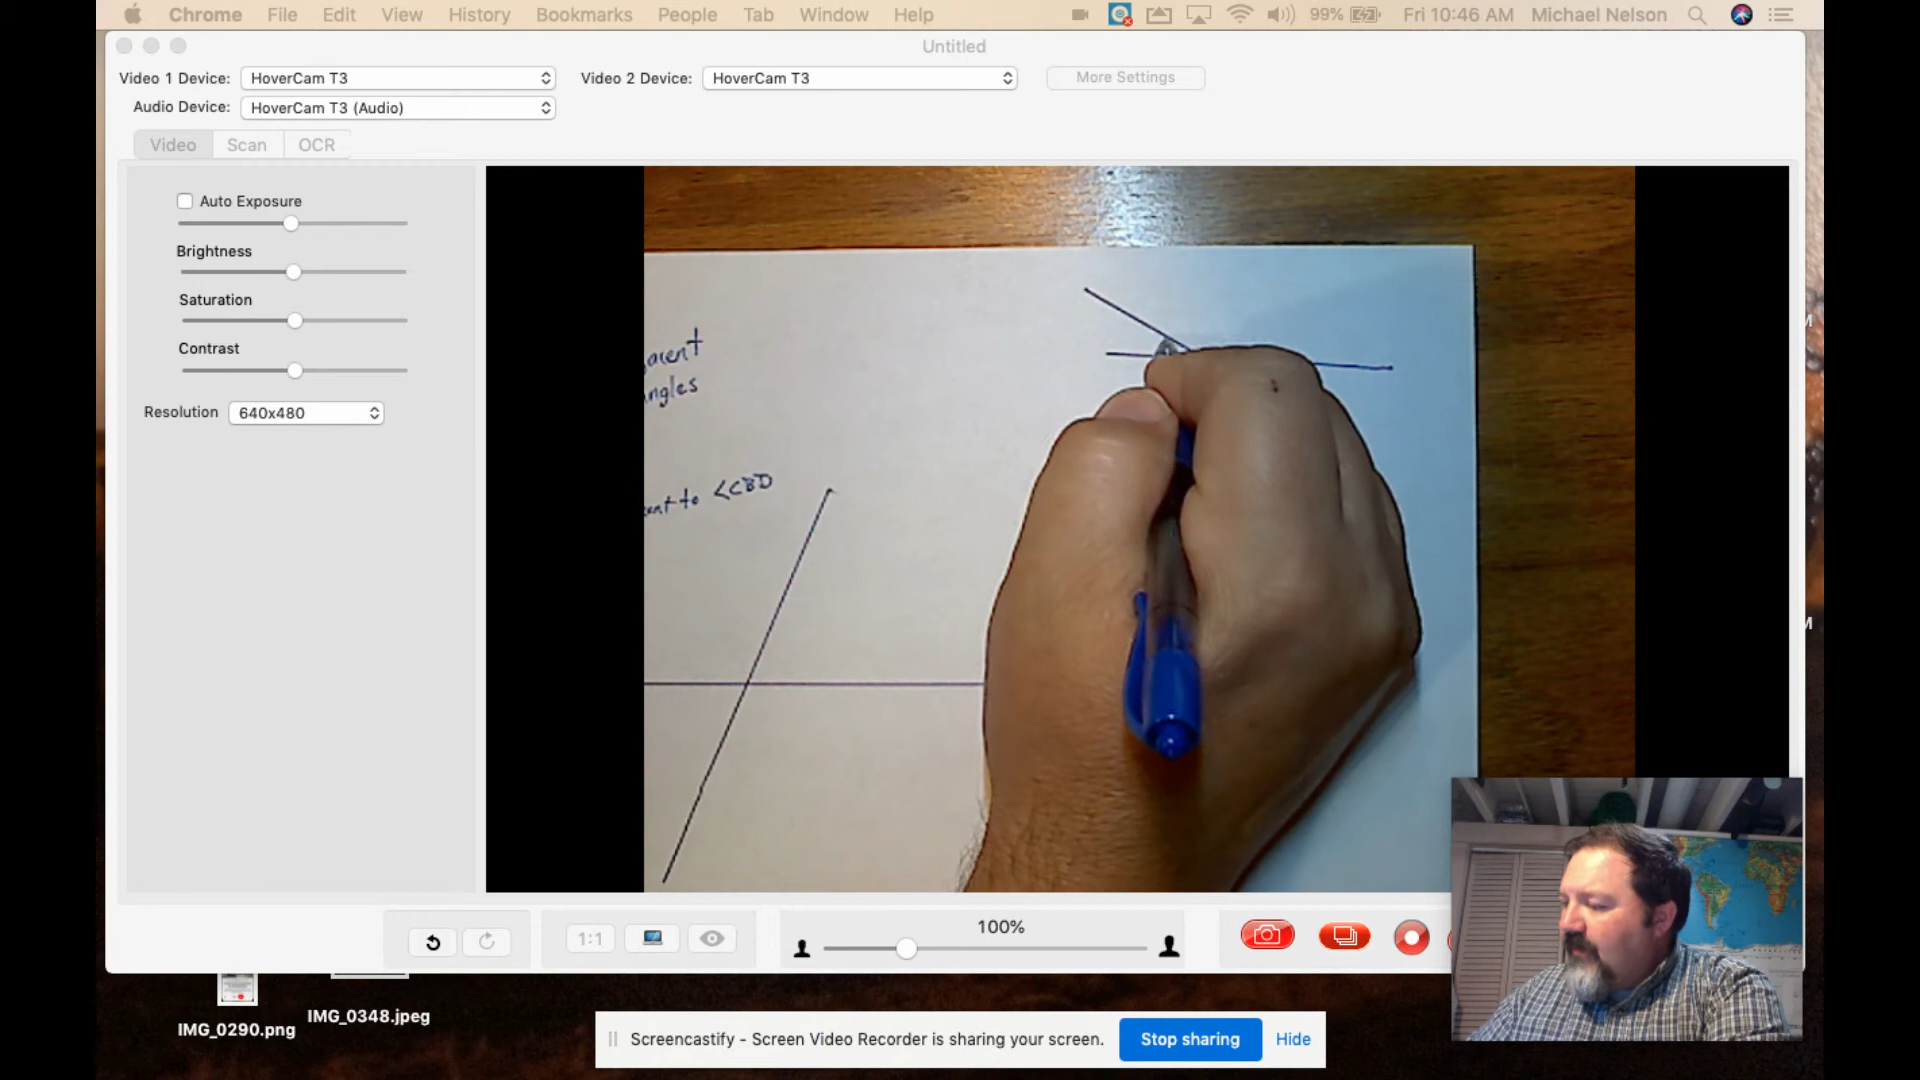 Chrome File Edit View History Bookmarks People Tab Window Help 99% Fri 10:46 AM Michael Nelson
Untitled
Video 1 Device: HoverCam T3 Video 2 Device: HoverCam T3 More Settings
Audio Device: HoverCam T3 (Audio)
Video Scan OCR
Auto Exposure
Brightness
Saturation
Contrast
Resolution 640x480
acent
ngles
ent to <CBD
M
M
1:1
100%
IMG_0290.png
IMG_0348.jpeg
Screencastify - Screen Video Recorder is sharing your screen. Stop sharing Hide